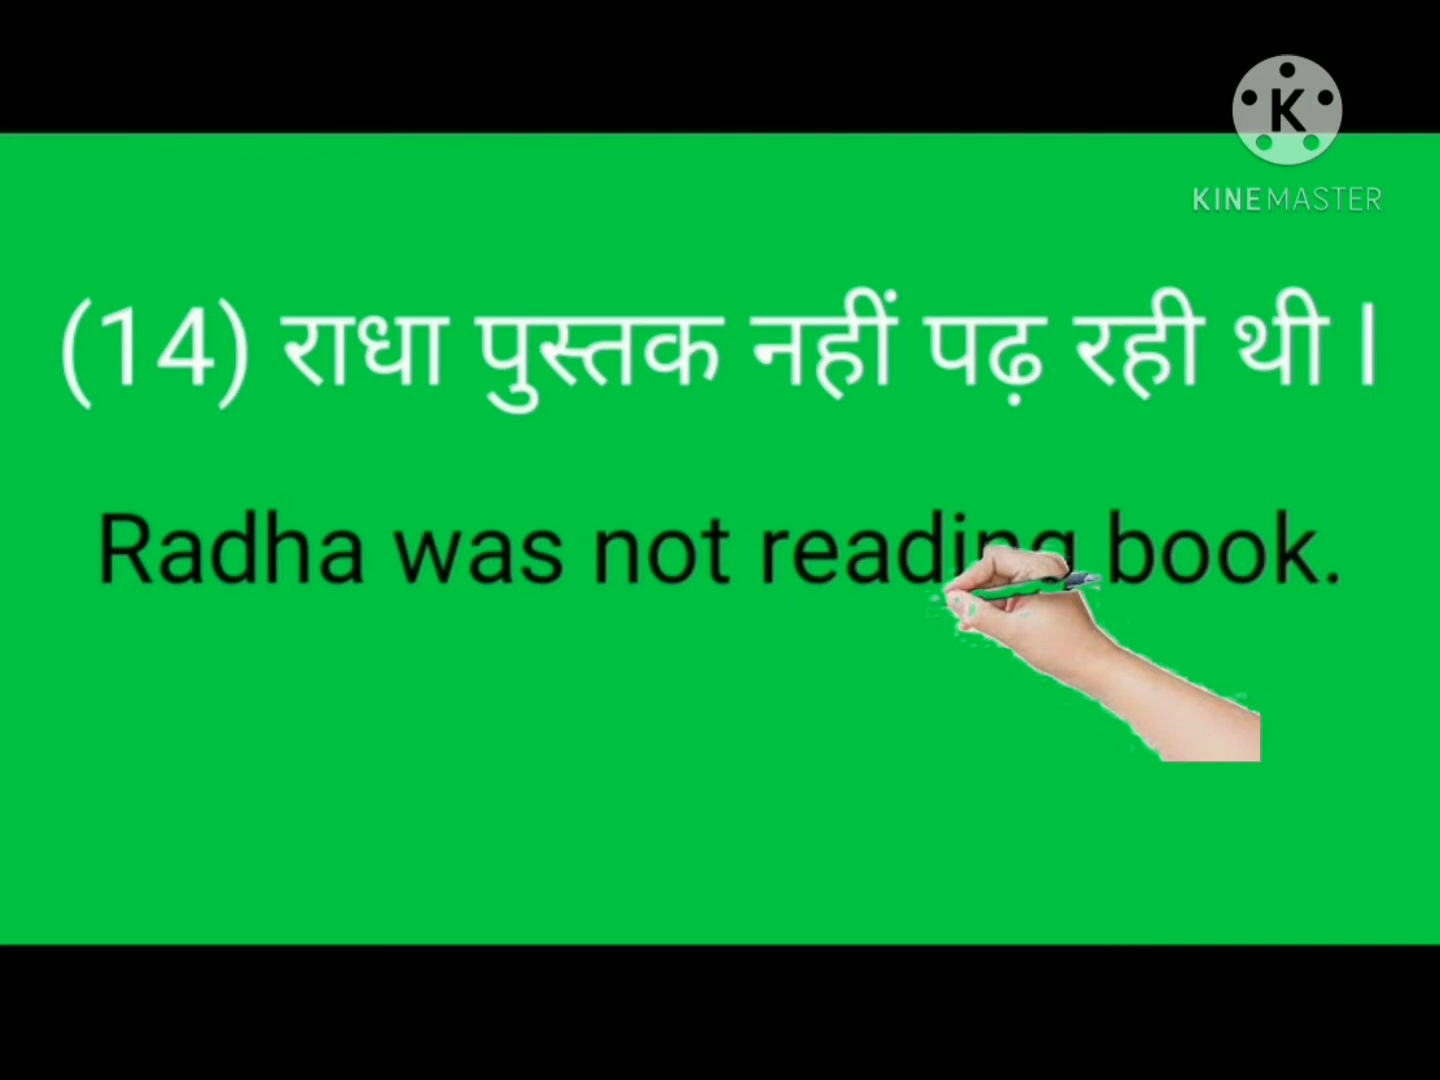 KINEMASTER
(14) राधा पुस्तक नहीं पढ़ रही थी l
Radha was not reading book.